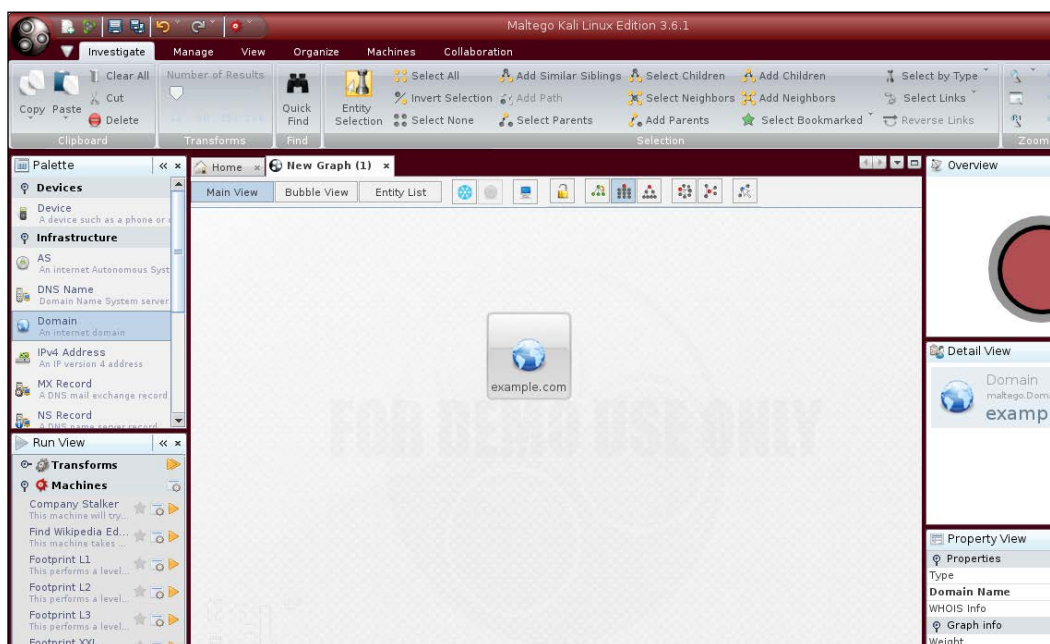 Maltego Kali Linux Edition 3.6.1
Investigate Manage View Organize Machines Collaboration
Copy Paste Clear All Cut Delete
Clipboard
Number of Results
Transforms
Quick Find
Find
Entity Selection
Select All Add Similar Siblings Select Children Add Children Select by Type
Invert Selection Add Path Select Neighbors Add Neighbors Select Links
Select None Select Parents Add Parents Select Bookmarked Reverse Links
Selection
Zoom
Palette
Devices
Device
A device such as a phone or
Infrastructure
AS
An internet Autonomous Syst
DNS Name
Domain Name System server
Domain
An internet domain
IPv4 Address
An IP version 4 address
MX Record
A DNS mail exchange record
NS Record
A DNS name server record
Run View
Transforms
Machines
Company Stalker
This machine will try...
Find Wikipedia Ed...
This machine takes ...
Footprint L1
This performs a level...
Footprint L2
This performs a level...
Footprint L3
This performs a level...
Footprint XXL
Home New Graph (1)
Main View Bubble View Entity List
example.com
FOR DEMO USE ONLY
Overview
Detail View
Domain
maltego.Doma
examp
Property View
Properties
Type
Domain Name
WHOIS Info
Graph info
Weight